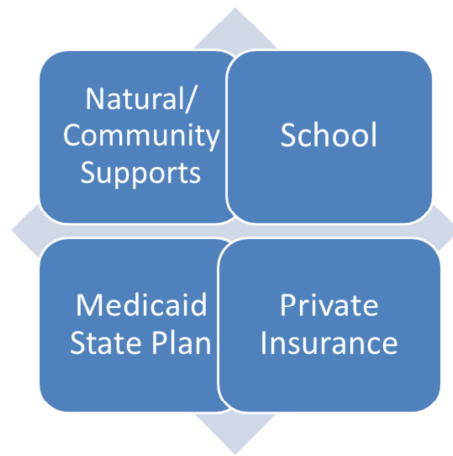 Natural/
Community
Supports
School
Medicaid
State Plan
Private
Insurance